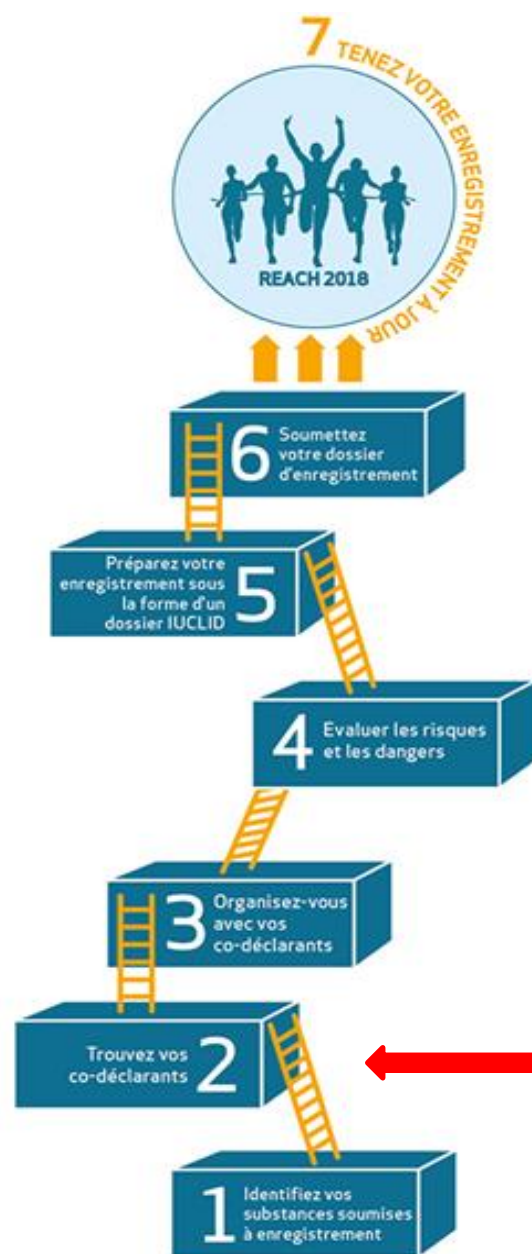 7 TENEZ VOTRE ENREGISTREMENT À JOUR
REACH 2018
6 Soumettez
votre dossier
d'enregistrement
Préparez votre
enregistrement sous
la forme d'un
dossier IUCLID
5
4 Evaluer les risques
et les dangers
3 Organisez-vous
avec vos
co-déclarants
Trouvez vos
co-déclarants
2
1 Identifiez vos
substances soumises
à enregistrement